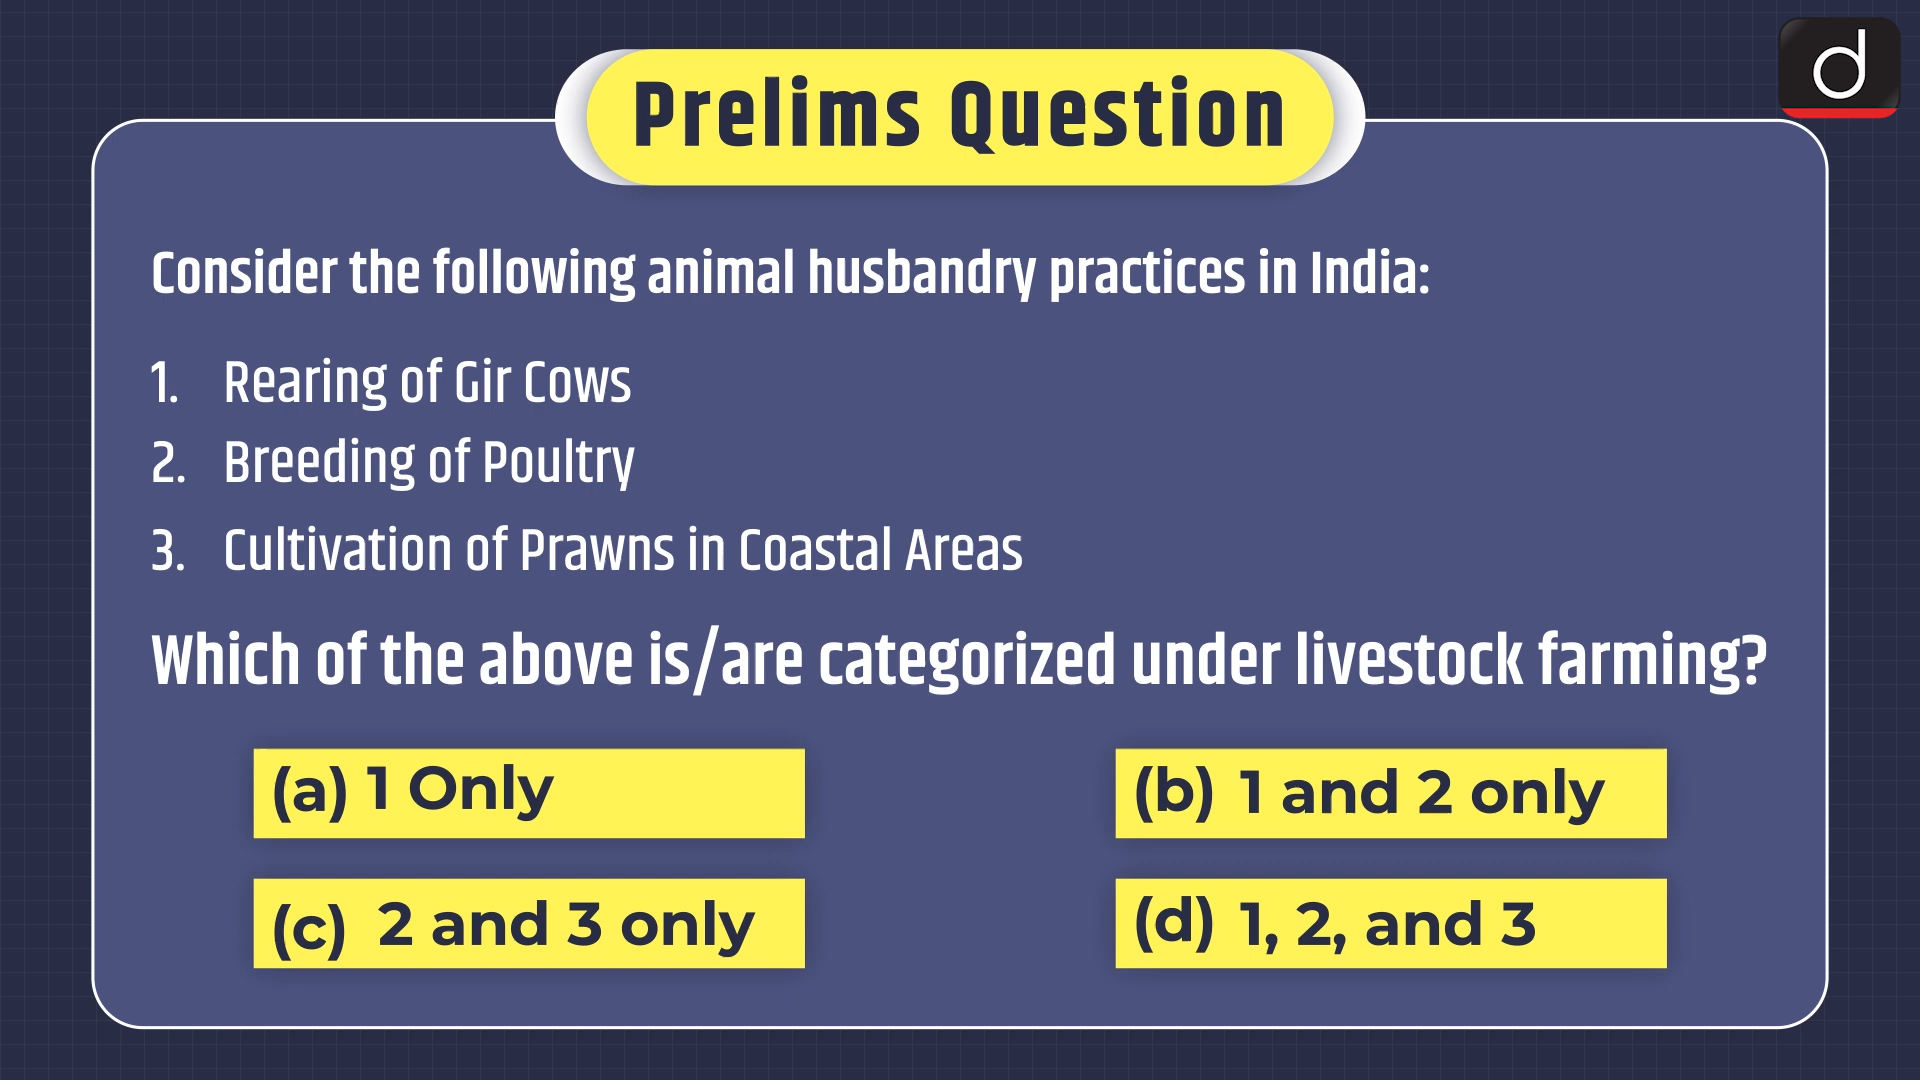 d
Prelims Question
Consider the following animal husbandry practices in India:
1. Rearing of Gir Cows
2. Breeding of Poultry
3. Cultivation of Prawns in Coastal Areas
Which of the above is/are categorized under livestock farming?
(a) 1 Only
(b) 1 and 2 only
(c) 2 and 3 only
(d) 1, 2, and 3